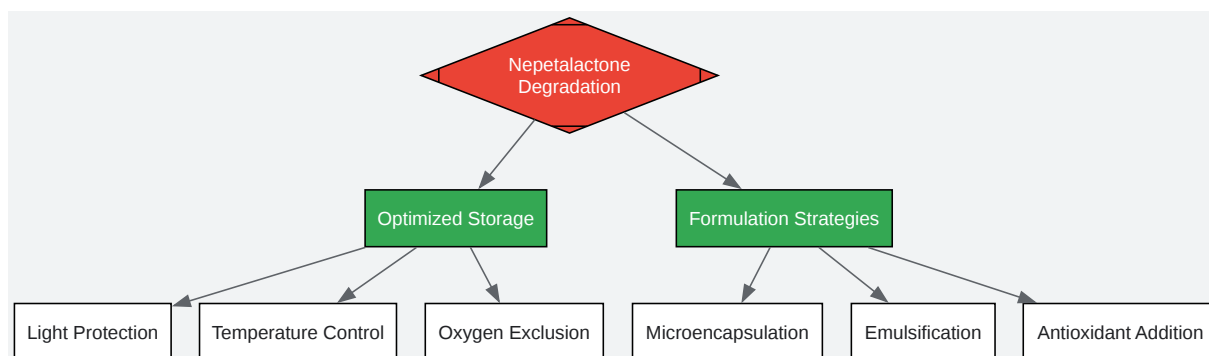 Nepetalactone
Degradation
Optimized Storage
Formulation Strategies
Light Protection
Temperature Control
Oxygen Exclusion
Microencapsulation
Emulsification
Antioxidant Addition